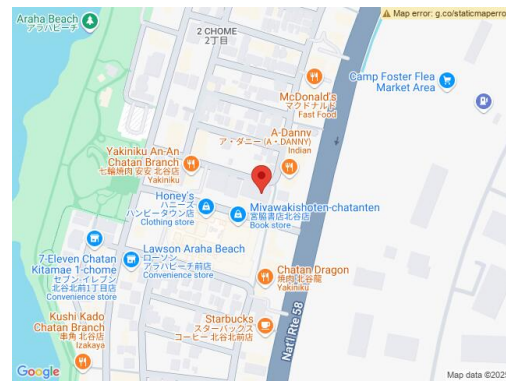 Araha Beach
アラハビーチ
2 CHOME
2丁目
Map error: g.co/staticmaperro
Camp Foster Flea
Market Area
McDonald's
マクドナルド
Fast Food
A-Danny
ア・ダニー (A・DANNY)
Indian
Yakiniku An-An
Chatan Branch
七輪焼肉 安安 北谷店
Yakiniku
Honey's
ハニーズ
ハンビータウン店
Clothing store
Miyawakishoten-chatanten
宮脇書店北谷店
Book store
7-Eleven Chatan
Kitamae 1-chome
セブン-イレブン
北谷北前1丁目店
Convenience store
Lawson Araha Beach
ローソン
アラハビーチ前店
Convenience store
Chatan Dragon
焼肉 北谷龍
Yakiniku
Kushi Kado
Chatan Branch
串角 北谷店
Izakaya
Starbucks
スターバックス
コーヒー 北谷北前店
Nat'l Rte 58
Google
Map data ©2025